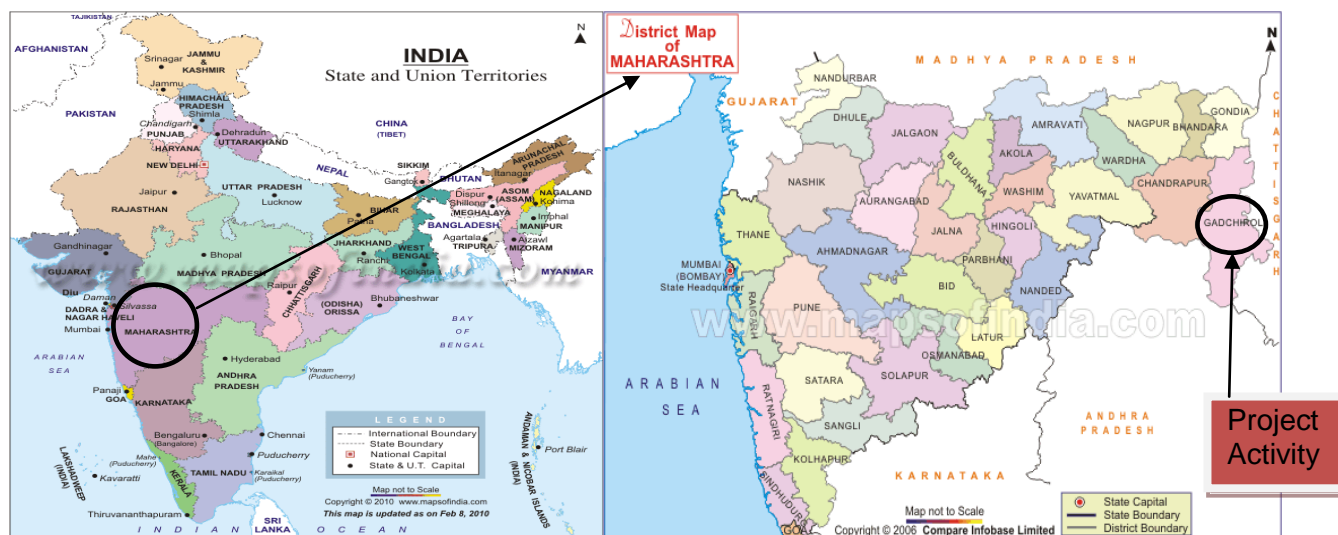 INDIA
State and Union Territories
N
TAJIKISTAN
AFGHANISTAN
PAKISTAN
CHINA
(TIBET)
NEPAL
BHUTAN
BANGLADESH
MYANMAR
JAMMU
&
KASHMIR
Srinagar
Jammu
HIMACHAL
PRADESH
Shimla
Chandigarh
PUNJAB
Dehradun
UTTARAKHAND
HARYANA
NEW DELHI
Jaipur
RAJASTHAN
UTTAR PRADESH
Lucknow
SIKKIM
Gangtok
ARUNACHAL
PRADESH
Itanagar
Dispur
ASOM
(ASSAM)
Shillong
MEGHALAYA
NAGALAND
Kohima
Imphal
MANIPUR
Agartala
TRIPURA
Aizawl
MIZORAM
BIHAR
Patna
JHARKHAND
Ranchi
WEST
BENGAL
Kolkata
Gandhinagar
GUJARAT
Bhopal
MADHYA PRADESH
Raipur
CHHATTISGARH
(ODISHA)
ORISSA
Bhubaneshwar
Diu
Daman
Silvassa
DADRA &
NAGAR HAVELI
Mumbai
MAHARASHTRA
ARABIAN
SEA
BAY
OF
BENGAL
Hyderabad
ANDHRA
PRADESH
Yanam
(Puducherry)
Panaji
GOA
KARNATAKA
Bengaluru
(Bangalore)
Chennai
Mahe
(Puducherry)
Puducherry
Karaikal
(Puducherry)
TAMIL NADU
KERALA
Thiruvananthapuram
LAKSHADWEEP
(INDIA)
Kavaratti
ANDAMAN & NICOBAR ISLANDS
(INDIA)
Port Blair
SRI
LANKA
INDIAN OCEAN
www.mapsofindia.com
LEGEND
International Boundary
State Boundary
National Capital
State & U.T. Capital
Map not to Scale
Copyright © 2010 www.mapsofindia.com
This map is updated as on Feb 8, 2010
District Map
of
MAHARASHTRA
N
MADHYA PRADESH
GUJARAT
CHATTISGARH
NANDURBAR
DHULE
JALGAON
BULDHANA
AKOLA
AMRAVATI
WARDHA
NAGPUR
BHANDARA
GONDIA
NASHIK
AURANGABAD
JALNA
WASHIM
YAVATMAL
CHANDRAPUR
GADCHIROLI
HINGOLI
PARBHANI
NANDED
THANE
AHMADNAGAR
MUMBAI
(BOMBAY)
State Headquarter
RAIGARH
PUNE
BID
LATUR
OSMANABAD
SOLAPUR
SATARA
RATNAGIRI
SANGLI
KOLHAPUR
SINDHUDURG
GOA
ARABIAN
SEA
KARNATAKA
ANDHRA
PRADESH
www.mapsofindia.com
Project
Activity
State Capital
State Boundary
District Boundary
Map not to Scale
Copyright © 2006 Compare Infobase Limited